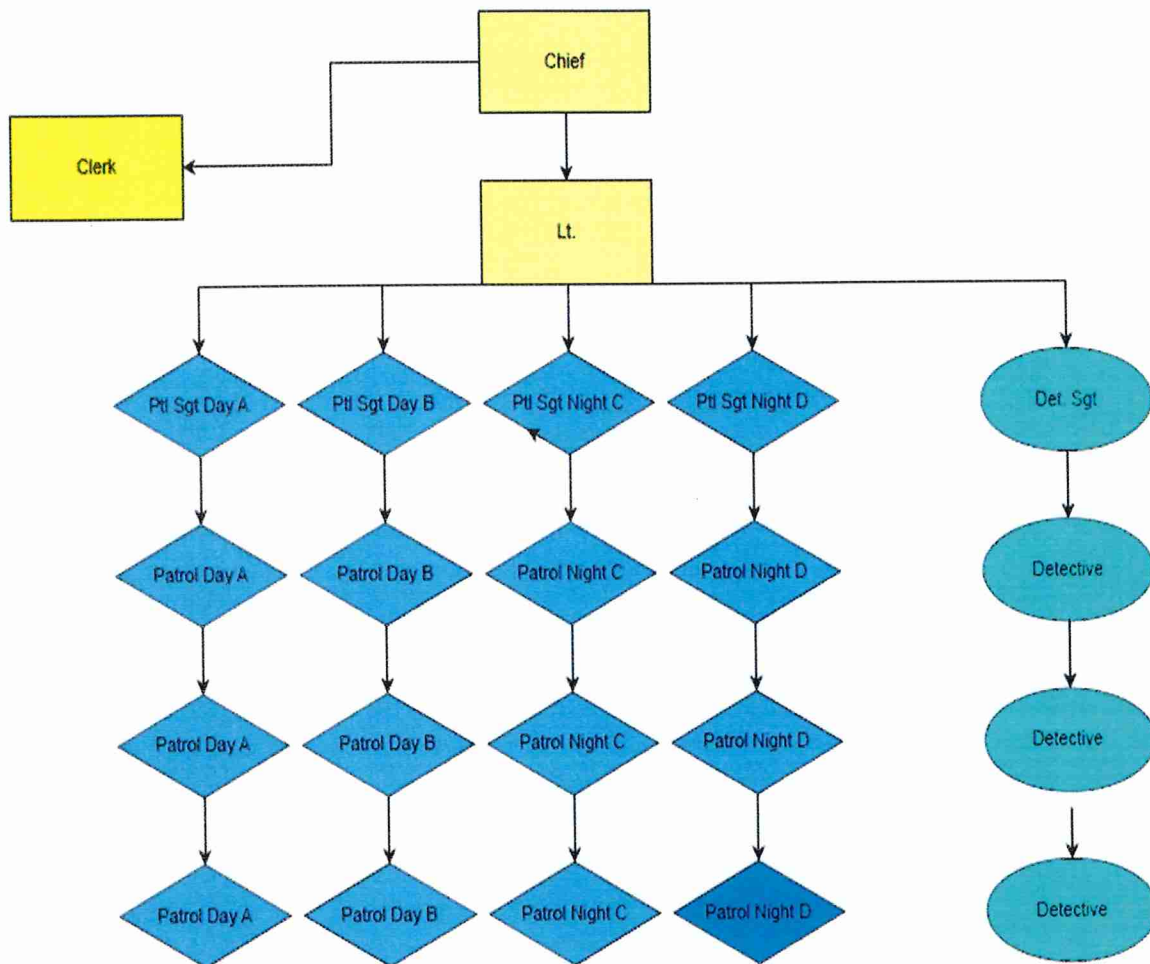 Chief
Clerk
Lt.
Ptl Sgt Day A
Ptl Sgt Day B
Ptl Sgt Night C
Ptl Sgt Night D
Det. Sgt
Patrol Day A
Patrol Day B
Patrol Night C
Patrol Night D
Detective
Patrol Day A
Patrol Day B
Patrol Night C
Patrol Night D
Detective
Patrol Day A
Patrol Day B
Patrol Night C
Patrol Night D
Detective